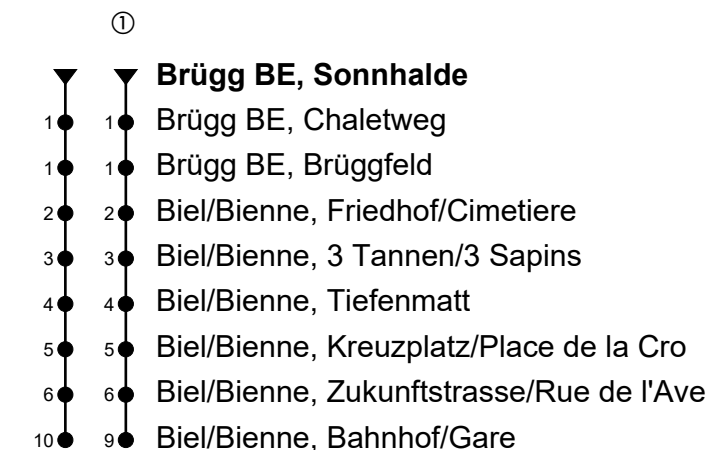 ①
Brügg BE, Sonnhalde
1 1 Brügg BE, Chaletweg
1 1 Brügg BE, Brüggfeld
2 2 Biel/Bienne, Friedhof/Cimetiere
3 3 Biel/Bienne, 3 Tannen/3 Sapins
4 4 Biel/Bienne, Tiefenmatt
5 5 Biel/Bienne, Kreuzplatz/Place de la Cro
6 6 Biel/Bienne, Zukunftstrasse/Rue de l'Ave
10 9 Biel/Bienne, Bahnhof/Gare